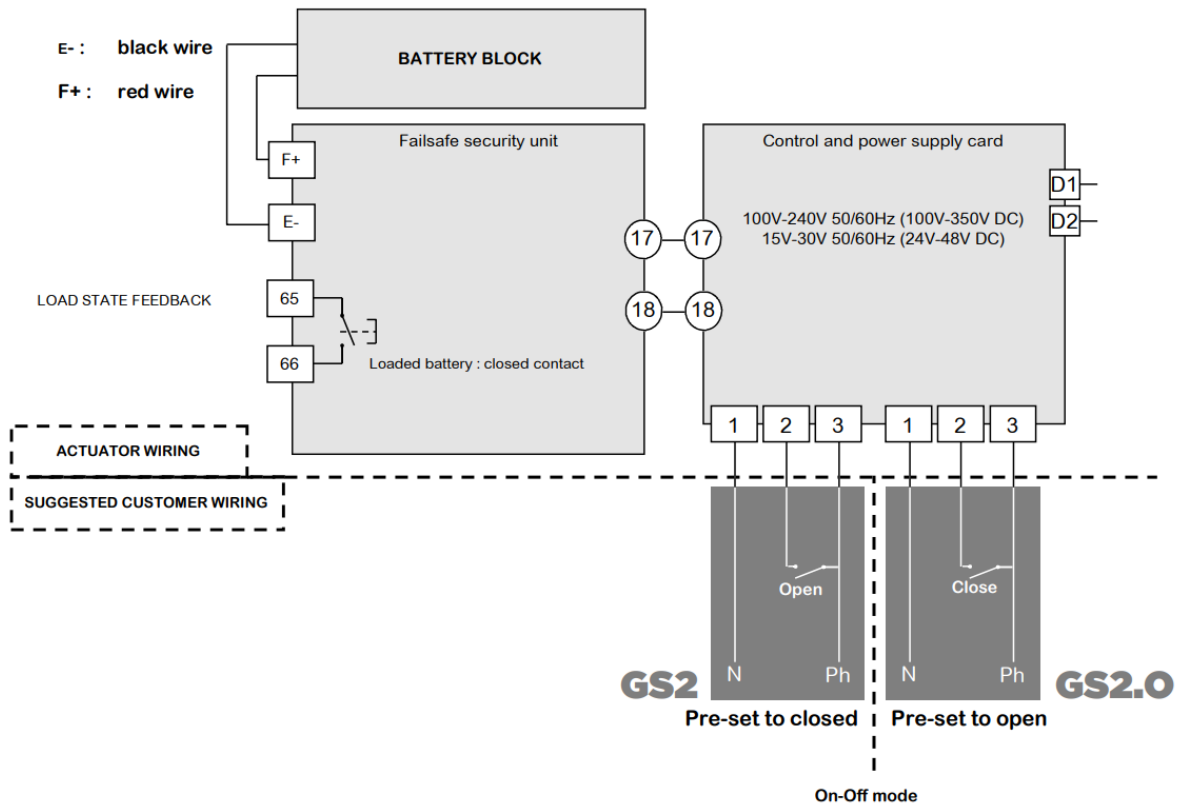 E- : black wire
F+ : red wire
BATTERY BLOCK
Failsafe security unit
F+
E-
65
66
LOAD STATE FEEDBACK
Loaded battery : closed contact
17
18
Control and power supply card
100V-240V 50/60Hz (100V-350V DC)
15V-30V 50/60Hz (24V-48V DC)
D1
D2
17
18
1 2 3 1 2 3
ACTUATOR WIRING
SUGGESTED CUSTOMER WIRING
Open
N Ph
GS2
Pre-set to closed
Close
N Ph
GS2.O
Pre-set to open
On-Off mode